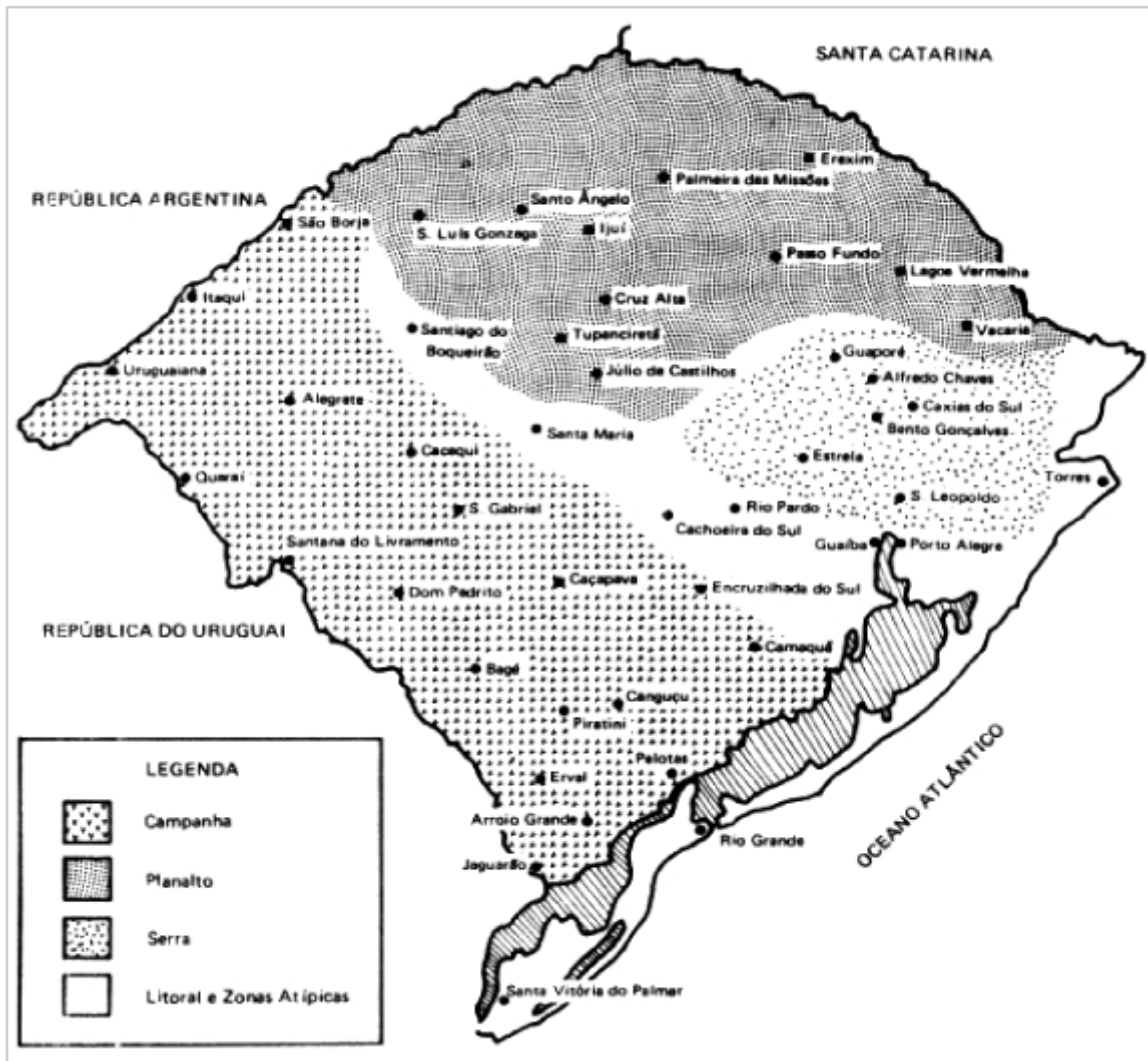 SANTA CATARINA
Erexim
Palmeira das Missões
REPÚBLICA ARGENTINA
Santo Ângelo
São Borja
S. Luís Gonzaga
Ijuí
Passo Fundo
Lagoa Vermelha
Itaqui
Cruz Alta
Santiago do
Boqueirão
Tupanciretã
Vacaria
Guaporé
Uruguaiana
Júlio de Castilhos
Alfredo Chaves
Alegrete
Caxias do Sul
Bento Gonçalves
Santa Maria
Cacequi
Estrela
Quaraí
Torres
S. Gabriel
Rio Pardo
S. Leopoldo
Cachoeira do Sul
Santana do Livramento
Guaíba
Porto Alegre
Caçapava
Dom Pedrito
Encruzilhada do Sul
REPÚBLICA DO URUGUAI
Camaquã
Bagé
Canguçu
Piratini
Pelotas
OCEANO ATLÂNTICO
Erval
Arroio Grande
Rio Grande
Jaguarão
Santa Vitória do Palmar
LEGENDA
Campanha
Planalto
Serra
Litoral e Zonas Atípicas